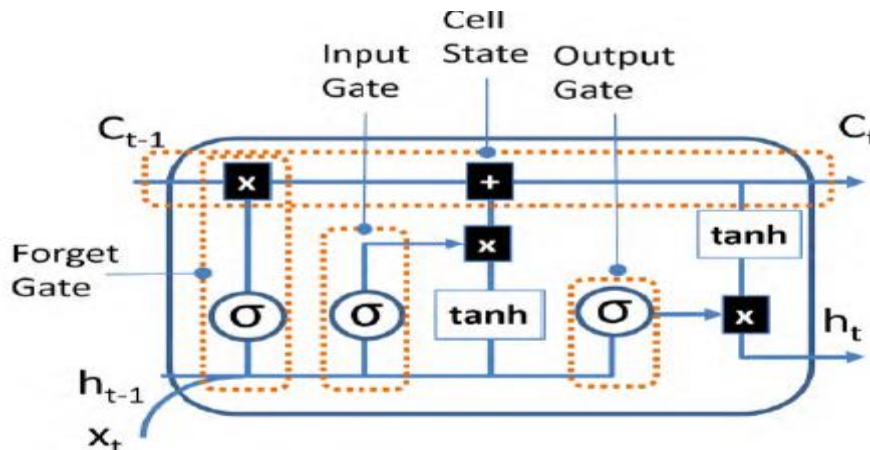 Cell
State
Input
Gate
Output
Gate
C_{t-1}
C_t
x
+
x
tanh
Forget
Gate
σ
σ
tanh
σ
x
h_t
h_{t-1}
x_t